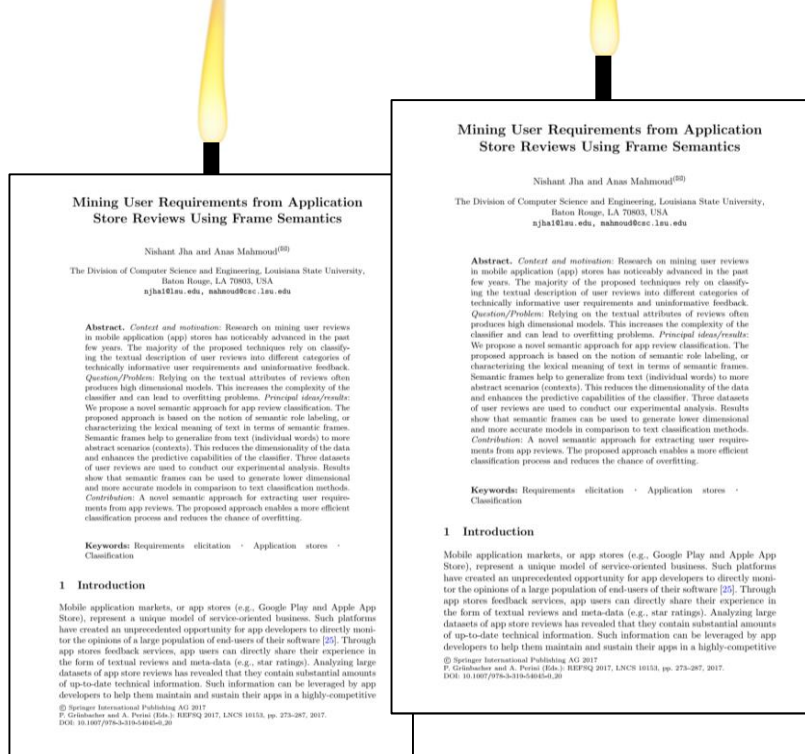 Mining User Requirements from Application
Store Reviews Using Frame Semantics
Nishant Jha and Anas Mahmoud(✉)
The Division of Computer Science and Engineering, Louisiana State University,
Baton Rouge, LA 70803, USA
njha1@lsu.edu, mahmoud@csc.lsu.edu
Abstract. Context and motivation: Research on mining user reviews
in mobile application (app) stores has noticeably advanced in the past
few years. The majority of the proposed techniques rely on classify-
ing the textual description of user reviews into different categories of
technically informative user requirements and uninformative feedback.
Question/Problem: Relying on the textual attributes of reviews often
produces high dimensional models. This increases the complexity of the
classifier and can lead to overfitting problems. Principal ideas/results:
We propose a novel semantic approach for app review classification. The
proposed approach is based on the notion of semantic role labeling, or
characterizing the lexical meaning of text in terms of semantic frames.
Semantic frames help to generalize from text (individual words) to more
abstract scenarios (contexts). This reduces the dimensionality of the data
and enhances the predictive capabilities of the classifier. Three datasets
of user reviews are used to conduct our experimental analysis. Results
show that semantic frames can be used to generate lower dimensional
and more accurate models in comparison to text classification methods.
Contribution: A novel semantic approach for extracting user require-
ments from app reviews. The proposed approach enables a more efficient
classification process and reduces the chance of overfitting.
Keywords: Requirements elicitation · Application stores ·
Classification
1 Introduction
Mobile application markets, or app stores (e.g., Google Play and Apple App
Store), represent a unique model of service-oriented business. Such platforms
have created an unprecedented opportunity for app developers to directly moni-
tor the opinions of a large population of end-users of their software [25]. Through
app stores feedback services, app users can directly share their experience in
the form of textual reviews and meta-data (e.g., star ratings). Analyzing large
datasets of app store reviews has revealed that they contain substantial amounts
of up-to-date technical information. Such information can be leveraged by app
developers to help them maintain and sustain their apps in a highly-competitive
© Springer International Publishing AG 2017
P. Grünbacher and A. Perini (Eds.): REFSQ 2017, LNCS 10153, pp. 273–287, 2017.
DOI: 10.1007/978-3-319-54045-0_20
Mining User Requirements from Application
Store Reviews Using Frame Semantics
Nishant Jha and Anas Mahmoud(✉)
The Division of Computer Science and Engineering, Louisiana State University,
Baton Rouge, LA 70803, USA
njha1@lsu.edu, mahmoud@csc.lsu.edu
Abstract. Context and motivation: Research on mining user reviews
in mobile application (app) stores has noticeably advanced in the past
few years. The majority of the proposed techniques rely on classify-
ing the textual description of user reviews into different categories of
technically informative user requirements and uninformative feedback.
Question/Problem: Relying on the textual attributes of reviews often
produces high dimensional models. This increases the complexity of the
classifier and can lead to overfitting problems. Principal ideas/results:
We propose a novel semantic approach for app review classification. The
proposed approach is based on the notion of semantic role labeling, or
characterizing the lexical meaning of text in terms of semantic frames.
Semantic frames help to generalize from text (individual words) to more
abstract scenarios (contexts). This reduces the dimensionality of the data
and enhances the predictive capabilities of the classifier. Three datasets
of user reviews are used to conduct our experimental analysis. Results
show that semantic frames can be used to generate lower dimensional
and more accurate models in comparison to text classification methods.
Contribution: A novel semantic approach for extracting user require-
ments from app reviews. The proposed approach enables a more efficient
classification process and reduces the chance of overfitting.
Keywords: Requirements elicitation · Application stores ·
Classification
1 Introduction
Mobile application markets, or app stores (e.g., Google Play and Apple App
Store), represent a unique model of service-oriented business. Such platforms
have created an unprecedented opportunity for app developers to directly moni-
tor the opinions of a large population of end-users of their software [25]. Through
app stores feedback services, app users can directly share their experience in
the form of textual reviews and meta-data (e.g., star ratings). Analyzing large
datasets of app store reviews has revealed that they contain substantial amounts
of up-to-date technical information. Such information can be leveraged by app
developers to help them maintain and sustain their apps in a highly-competitive
© Springer International Publishing AG 2017
P. Grünbacher and A. Perini (Eds.): REFSQ 2017, LNCS 10153, pp. 273–287, 2017.
DOI: 10.1007/978-3-319-54045-0_20